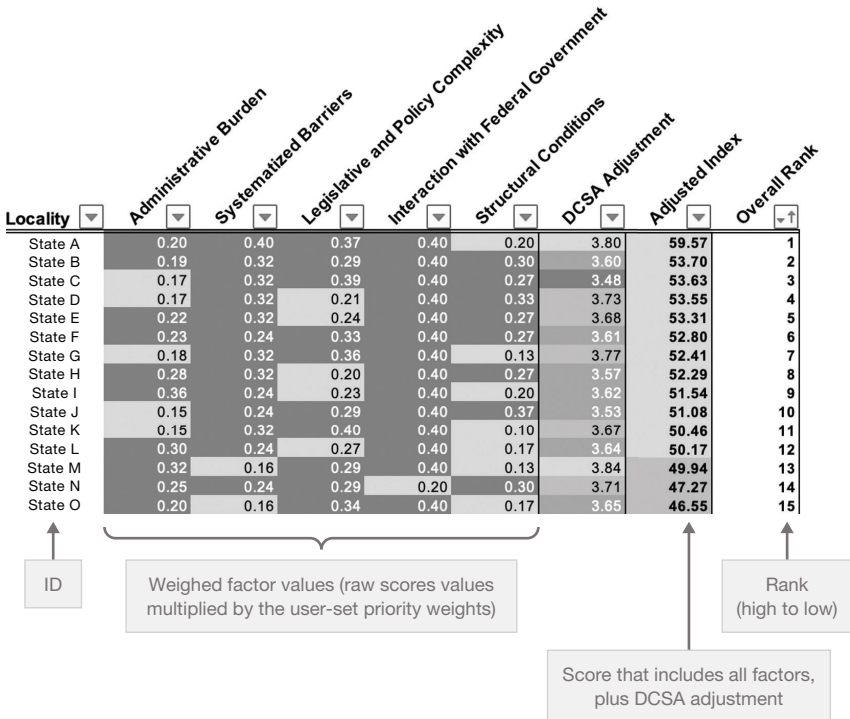 Administrative Burden
Systematized Barriers
Legislative and Policy Complexity
Interaction with Federal Government
Structural Conditions
DCSA Adjustment
Adjusted Index
Overall Rank
Locality
State A 0.20 0.40 0.37 0.40 0.20 3.80 59.57 1
State B 0.19 0.32 0.29 0.40 0.30 3.60 53.70 2
State C 0.17 0.32 0.39 0.40 0.27 3.48 53.63 3
State D 0.17 0.32 0.21 0.40 0.33 3.73 53.55 4
State E 0.22 0.32 0.24 0.40 0.27 3.68 53.31 5
State F 0.23 0.24 0.33 0.40 0.27 3.61 52.80 6
State G 0.18 0.32 0.36 0.40 0.13 3.77 52.41 7
State H 0.28 0.32 0.20 0.40 0.27 3.57 52.29 8
State I 0.36 0.24 0.23 0.40 0.20 3.62 51.54 9
State J 0.15 0.24 0.29 0.40 0.37 3.53 51.08 10
State K 0.15 0.32 0.40 0.40 0.10 3.67 50.46 11
State L 0.30 0.24 0.27 0.40 0.17 3.64 50.17 12
State M 0.32 0.16 0.29 0.40 0.13 3.84 49.94 13
State N 0.25 0.24 0.29 0.20 0.30 3.71 47.27 14
State O 0.20 0.16 0.34 0.40 0.17 3.65 46.55 15
ID
Weighed factor values (raw scores values
multiplied by the user-set priority weights)
Rank
(high to low)
Score that includes all factors,
plus DCSA adjustment